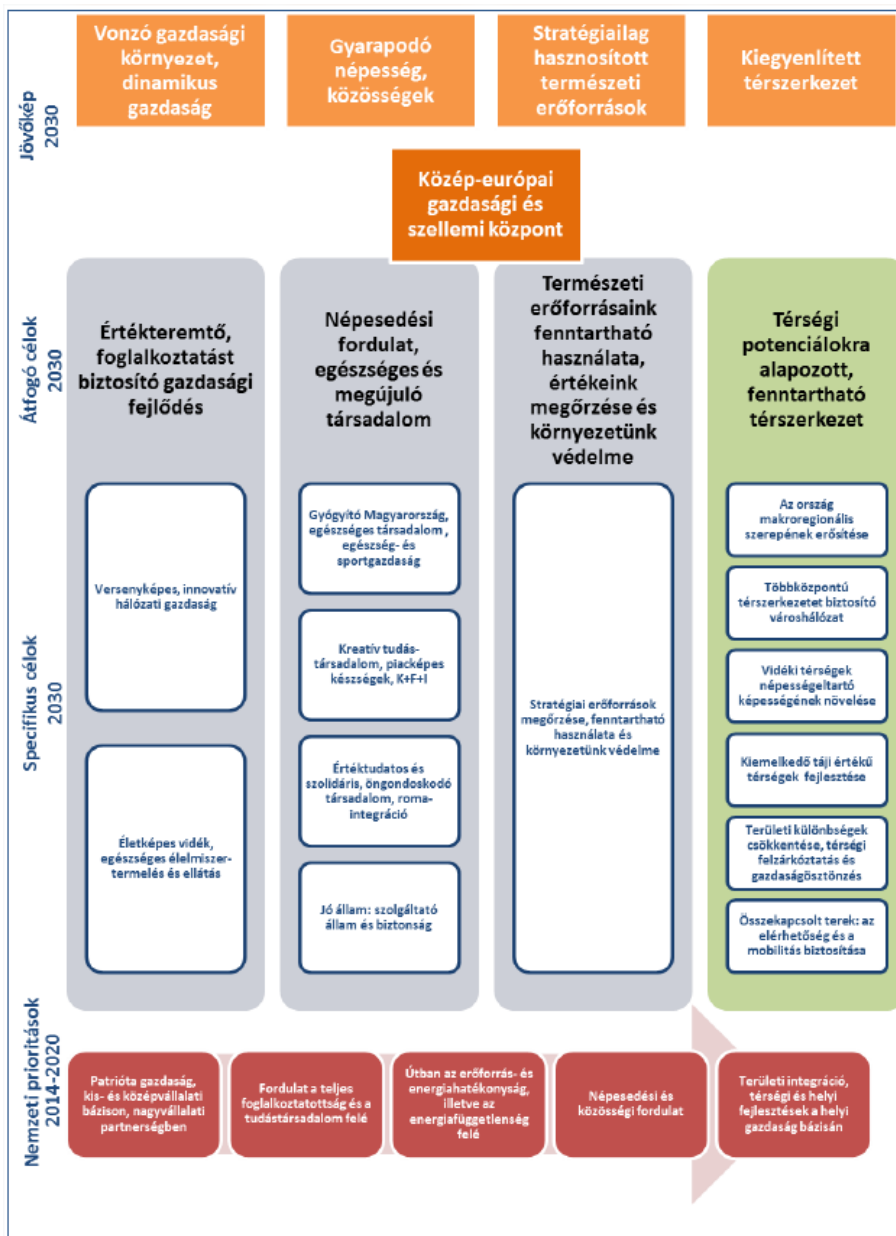 Jövőkép
2030
Vonzó gazdasági
környezet,
dinamikus
gazdaság
Gyarapodó
népesség,
közösségek
Stratégiailag
hasznosított
természeti
erőforrások
Kiegyenlített
térszerkezet
Közép-európai
gazdasági és
szellemi központ
Átfogó célok
2030
Értékteremtő,
foglalkoztatást
biztosító gazdasági
fejlődés
Népesedési
fordulat,
egészséges és
megújuló
társadalom
Természeti
erőforrásaink
fenntartható
használata,
értékeink
megőrzése és
környezetünk
védelme
Térségi
potenciálokra
alapozott,
fenntartható
térszerkezet
Specifikus célok
2030
Versenyképes, innovatív
hálózati gazdaság
Életképes vidék,
egészséges élelmiszer-
termelés és ellátás
Gyógyító Magyarország,
egészséges társadalom ,
egészség- és
sportgazdaság
Kreatív tudás-
társadalom, piacképes
készségek, K+F+I
Értéktudatos és
szolidáris, öngondoskodó
társadalom, roma-
integráció
Jó állam: szolgáltató
állam és biztonság
Stratégiai erőforrások
megőrzése, fenntartható
használata és
környezetünk védelme
Az ország
makroregionális
szerepének erősítése
Többközpontú
térszerkezetet biztosító
városhálózat
Vidéki térségek
népességeltartó
képességének növelése
Kiemelkedő táji értékű
térségek fejlesztése
Területi különbségek
csökkentése, térségi
felzárkóztatás és
gazdaságösztönzés
Összekapcsolt terek: az
elérhetőség és a
mobilitás biztosítása
Nemzeti prioritások
2014-2020
Patrióta gazdaság,
kis- és középvállalati
bázison, nagyvállalati
partnerségben
Fordulat a teljes
foglalkoztatottság és a
tudástársadalom felé
Útban az erőforrás- és
energiahatékonyság,
illetve az
energiafüggetlenség
felé
Népesedési és
közösségi fordulat
Területi integráció,
térségi és helyi
fejlesztések a helyi
gazdaság bázisán